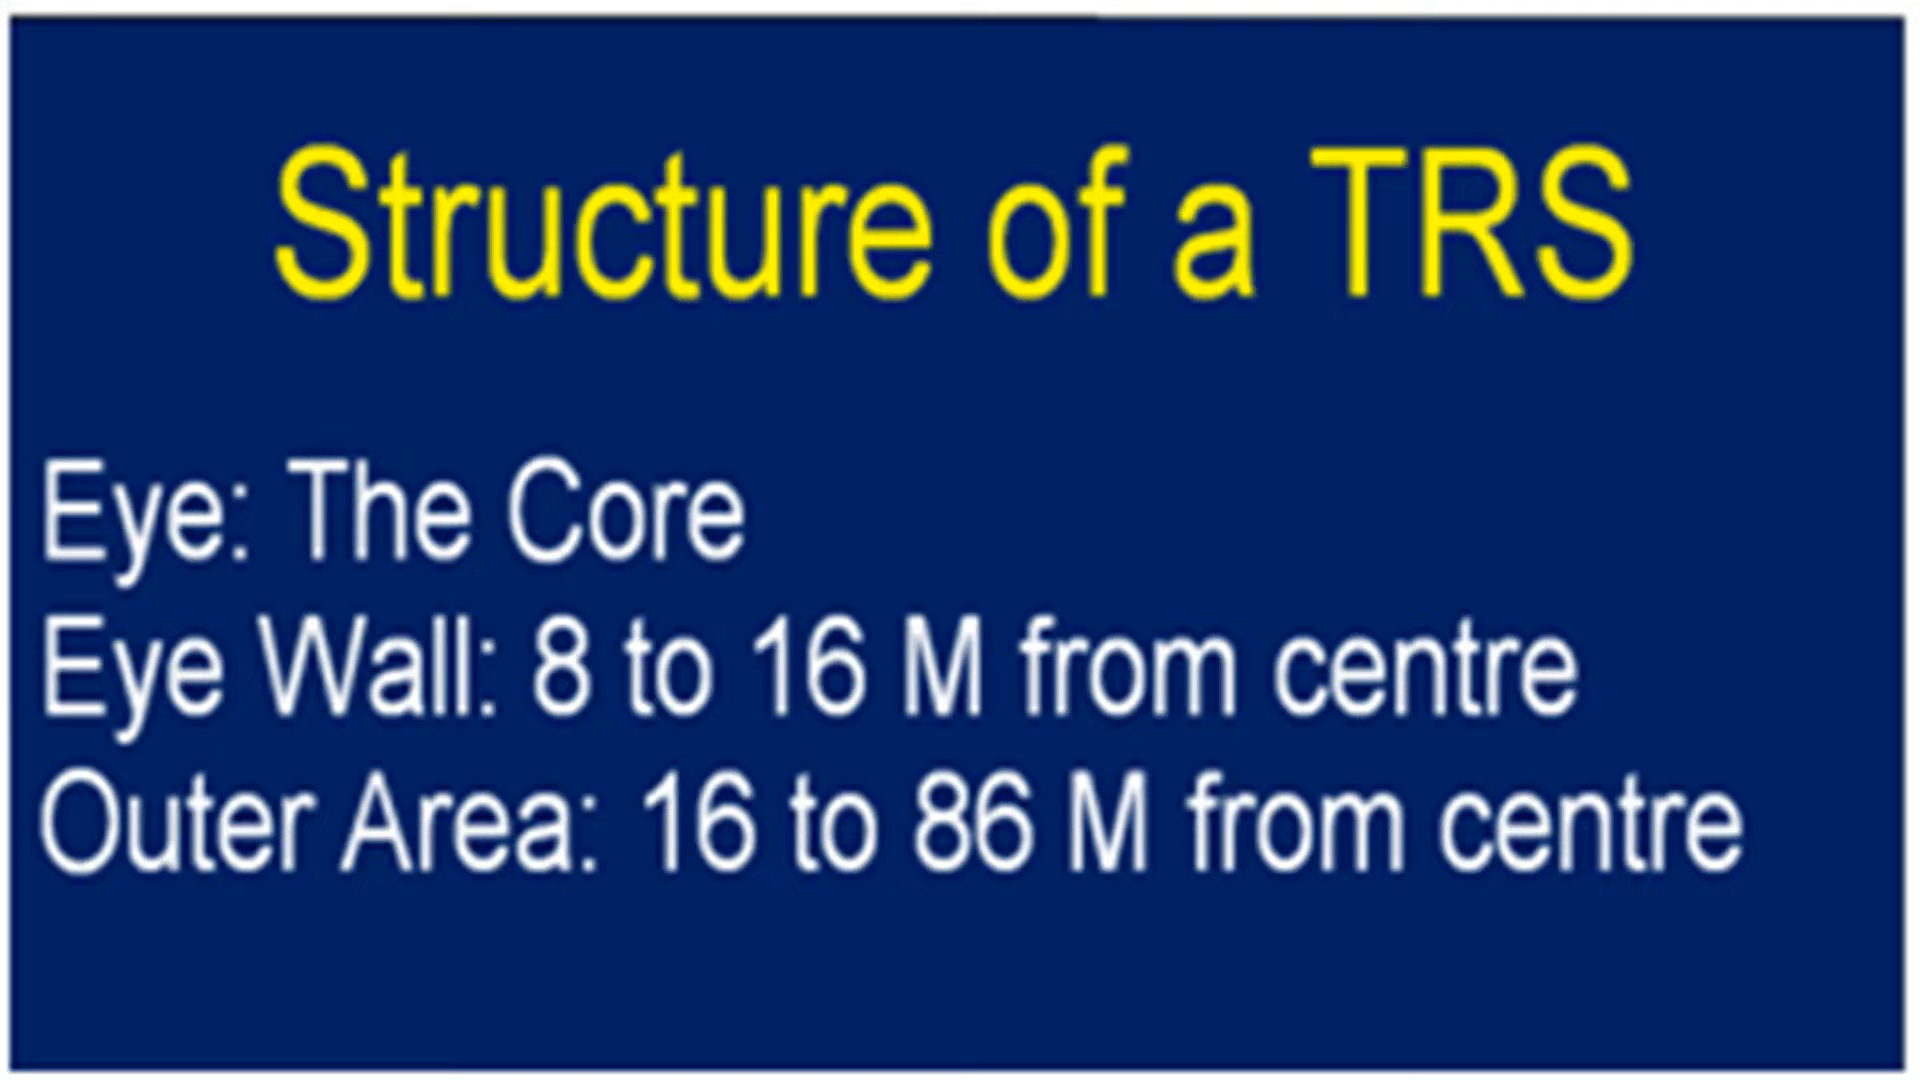 Structure of a TRS
Eye: The Core
Eye Wall: 8 to 16 M from centre
Outer Area: 16 to 86 M from centre